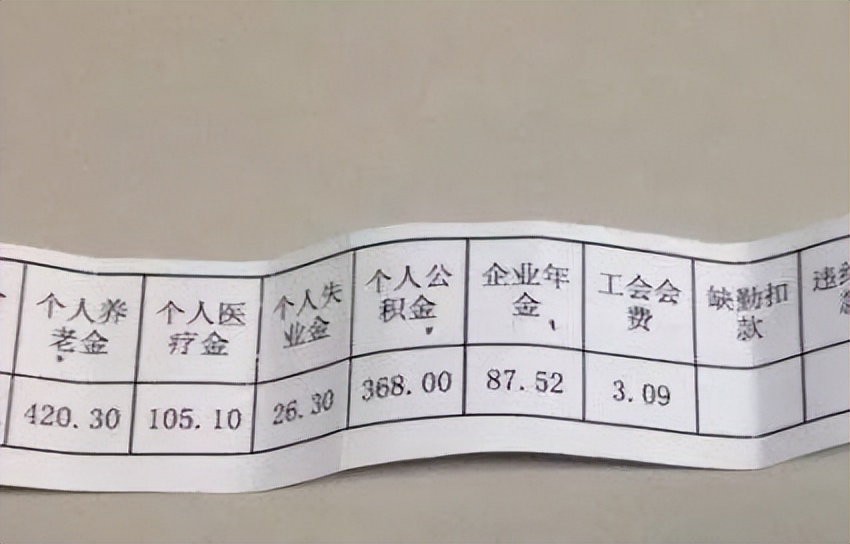 个人养
老金
个人医
疗金
个人失
业金
个人公
积金
企业年
金
工会会
费
缺勤扣
款
420.30
105.10
26.30
368.00
87.52
3.09